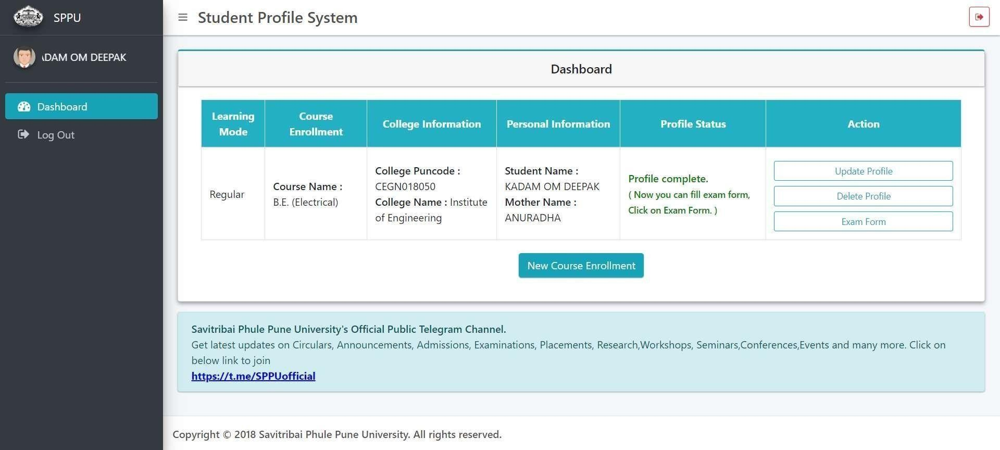 SPPU
Student Profile System
ADAM OM DEEPAK
Dashboard
Log Out
Dashboard
Learning Mode
Course Enrollment
College Information
Personal Information
Profile Status
Action
Regular
Course Name :
B.E. (Electrical)
College Puncode :
CEGN018050
College Name : Institute
of Engineering
Student Name :
KADAM OM DEEPAK
Mother Name :
ANURADHA
Profile complete.
( Now you can fill exam form,
Click on Exam Form. )
Update Profile
Delete Profile
Exam Form
New Course Enrollment
Savitribai Phule Pune University's Official Public Telegram Channel.
Get latest updates on Circulars, Announcements, Admissions, Examinations, Placements, Research,Workshops, Seminars,Conferences,Events and many more. Click on
below link to join
https://t.me/SPPUofficial
Copyright © 2018 Savitribai Phule Pune University. All rights reserved.